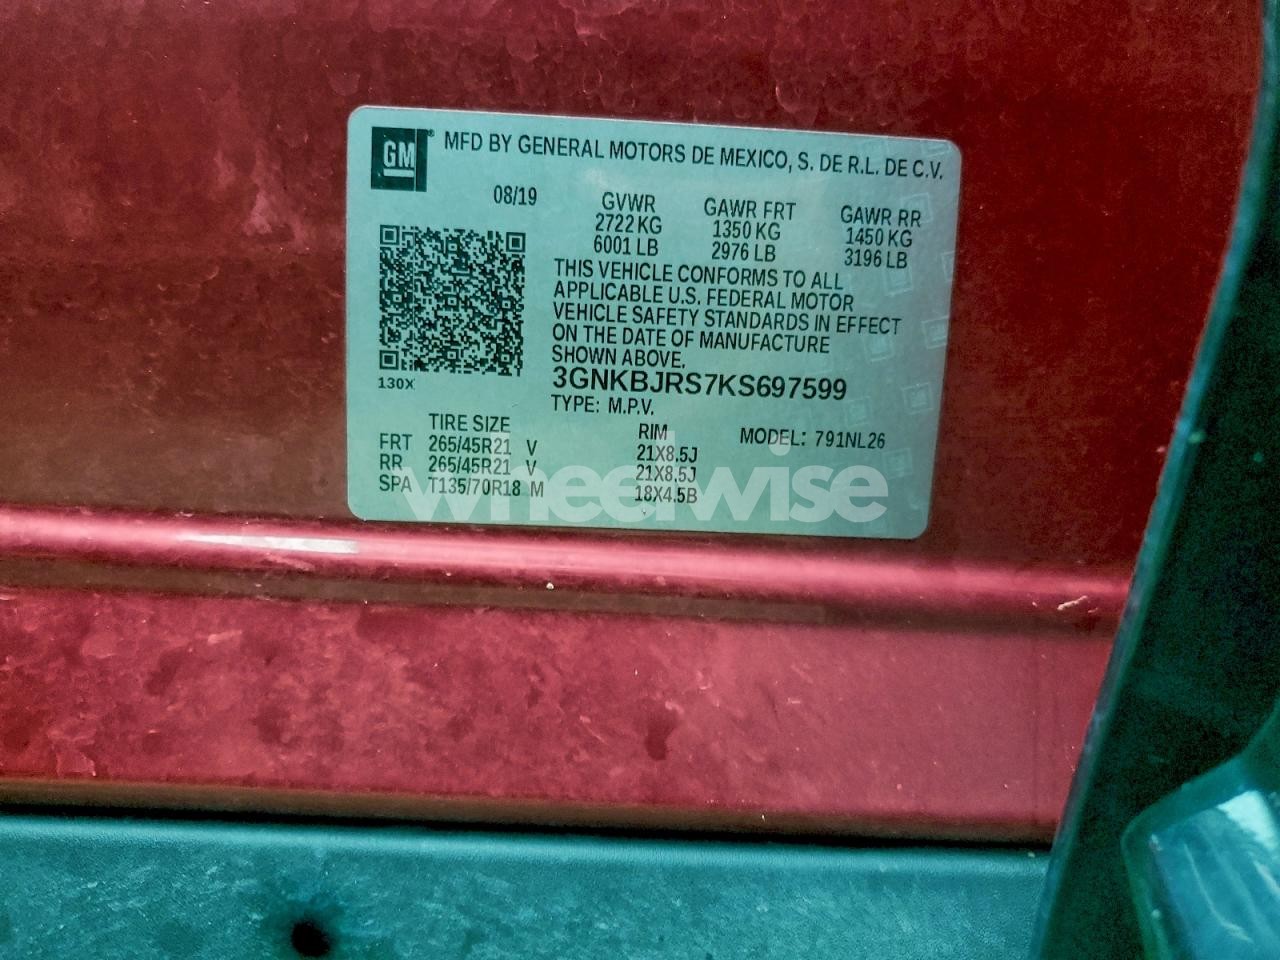 GM® MFD BY GENERAL MOTORS DE MEXICO, S. DE R.L. DE C.V.
08/19 GVWR GAWR FRT GAWR RR
2722 KG 1350 KG 1450 KG
6001 LB 2976 LB 3196 LB
THIS VEHICLE CONFORMS TO ALL
APPLICABLE U.S. FEDERAL MOTOR
VEHICLE SAFETY STANDARDS IN EFFECT
ON THE DATE OF MANUFACTURE
SHOWN ABOVE.
130X 3GNKBJRS7KS697599
TYPE: M.P.V.
TIRE SIZE RIM MODEL: 791NL26
FRT 265/45R21 V 21X8.5J
RR 265/45R21 V 21X8.5J
SPA T135/70R18 M 18X4.5B
wheelwise